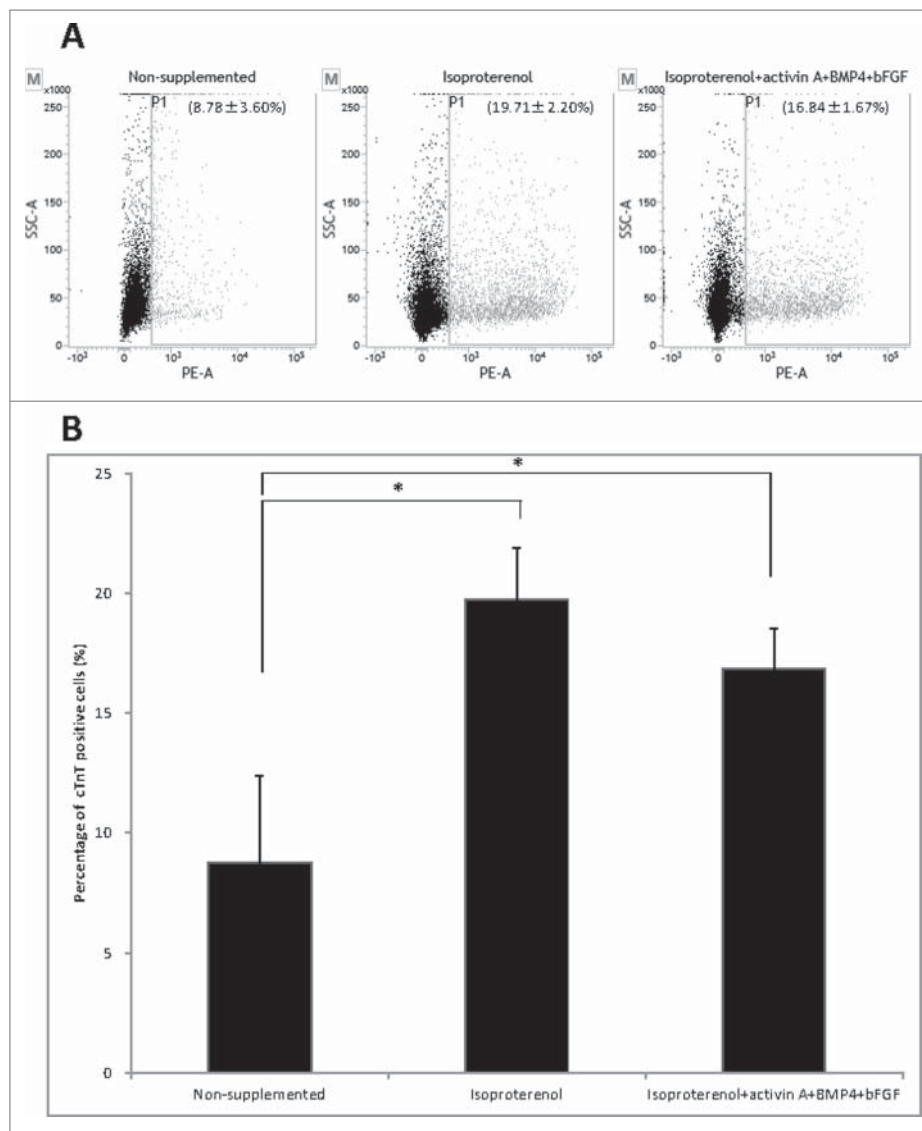 A
M
Non-supplemented
x1000
P1
(8.78±3.60%)
250
200
150
100
50
0
SSC-A
-10³ 0 10³ 10⁴ 10⁵
PE-A
M
Isoproterenol
x1000
P1
(19.71±2.20%)
250
200
150
100
50
0
SSC-A
-10³ 0 10³ 10⁴ 10⁵
PE-A
M
Isoproterenol+activin A+BMP4+bFGF
x1000
P1
(16.84±1.67%)
250
200
150
100
50
0
SSC-A
-10³ 0 10³ 10⁴ 10⁵
PE-A
B
Percentage of cTnT positive cells (%)
25
20
15
10
5
0
*
*
Non-supplemented
Isoproterenol
Isoproterenol+activin A+BMP4+bFGF